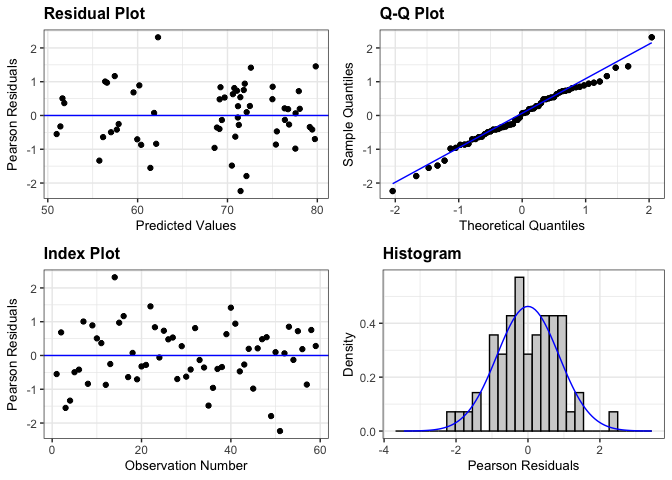 Residual Plot
Pearson Residuals
2
1
0
-1
-2
50
60
70
80
Predicted Values
Q-Q Plot
Sample Quantiles
2
1
0
-1
-2
-2
-1
0
1
2
Theoretical Quantiles
Index Plot
Pearson Residuals
2
1
0
-1
-2
0
20
40
60
Observation Number
Histogram
Density
0.4
0.2
0.0
-4
-2
0
2
Pearson Residuals